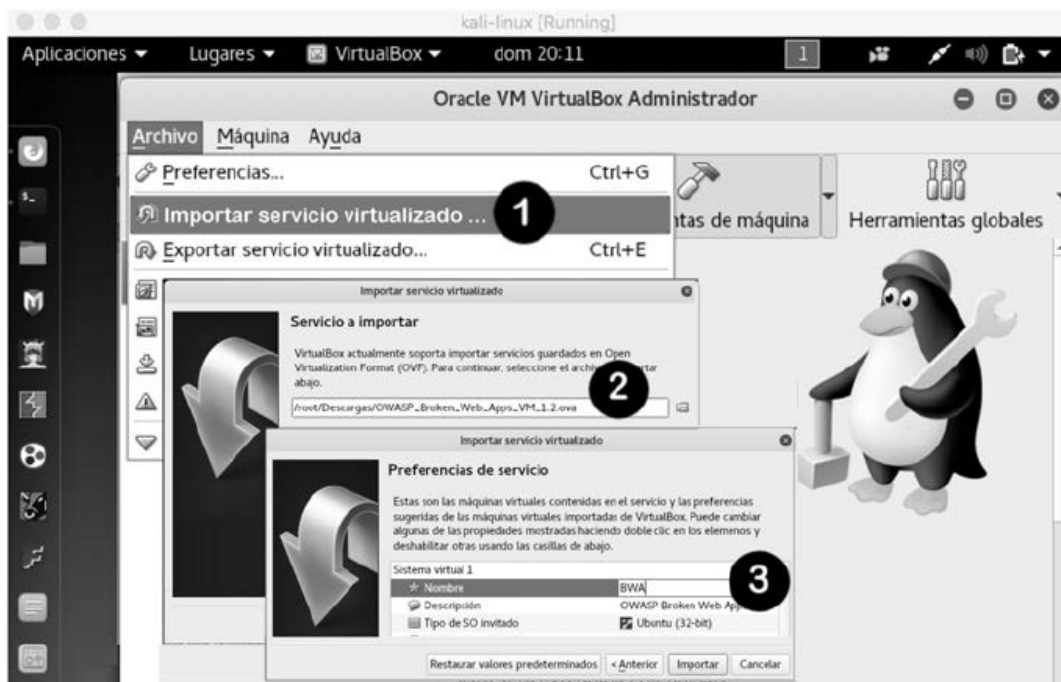 kali-linux [Running]
Aplicaciones Lugares VirtualBox dom 20:11 1
Oracle VM VirtualBox Administrador
Archivo Máquina Ayuda
Preferencias... Ctrl+G
Importar servicio virtualizado ... 1
tas de máquina Herramientas globales
Exportar servicio virtualizado... Ctrl+E
Importar servicio virtualizado
Servicio a importar
VirtualBox actualmente soporta importar servicios guardados en Open
Virtualization Format (OVF). Para continuar, seleccione el archivo
abajo.
2
/root/Descargas/OWASP_Broken_Web_Apps_VM_1.2.ova
Importar servicio virtualizado
Preferencias de servicio
Estas son las máquinas virtuales contenidas en el servicio y las preferencias
sugeridas de las máquinas virtuales importadas de VirtualBox. Puede cambiar
algunas de las propiedades mostradas haciendo doble clic en los elemenos y
deshabilitar otras usando las casillas de abajo.
Sistema virtual 1
Nombre BWA 3
Descripción OWASP Broken Web
Tipo de SO invitado Ubuntu (32-bit)
Restaurar valores predeterminados < Anterior Importar Cancelar